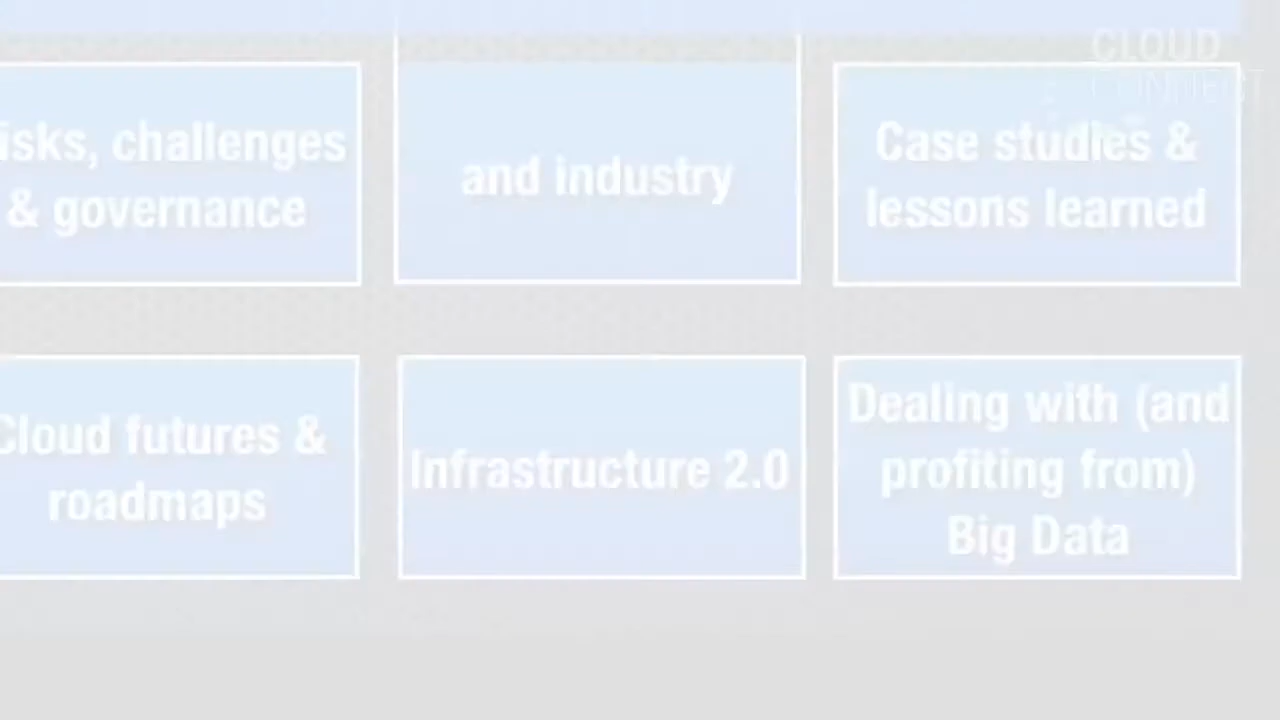 CLOUD
CONNECT
isks, challenges
& governance
and industry
Case studies &
lessons learned
Cloud futures &
roadmaps
Infrastructure 2.0
Dealing with (and
profiting from)
Big Data